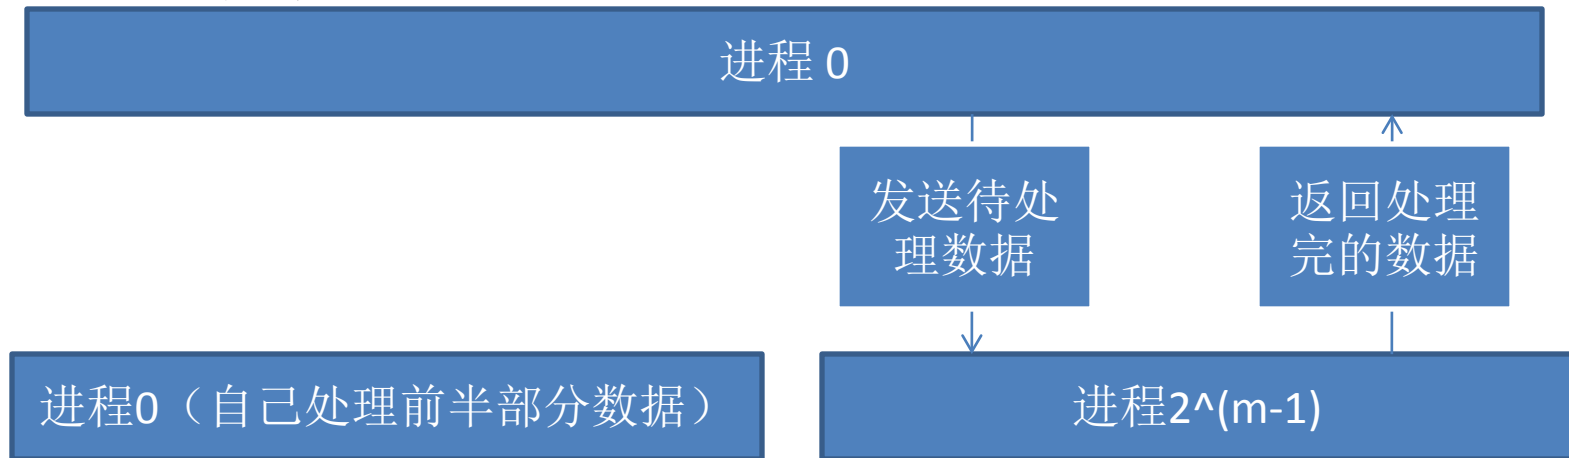 进程 0
发送待处
理数据
返回处理
完的数据
进程0（自己处理前半部分数据）
进程2^(m-1)